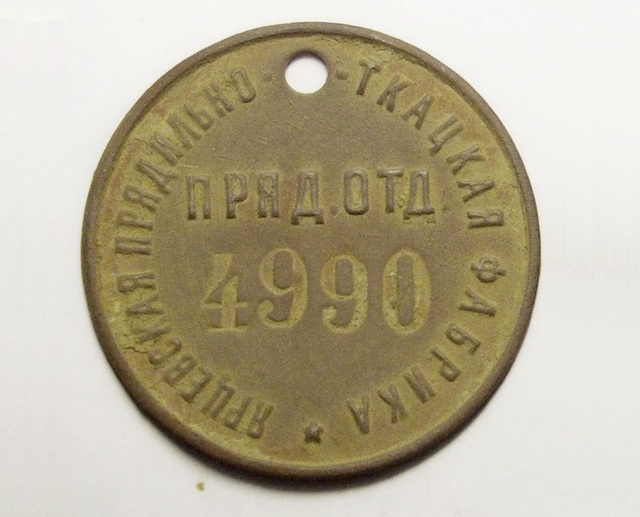 ЯРЦЕВСКАЯ ПРЯДИЛЬНО-ТКАЦКАЯ ФАБРИКА
ПРЯД.ОТД
4990